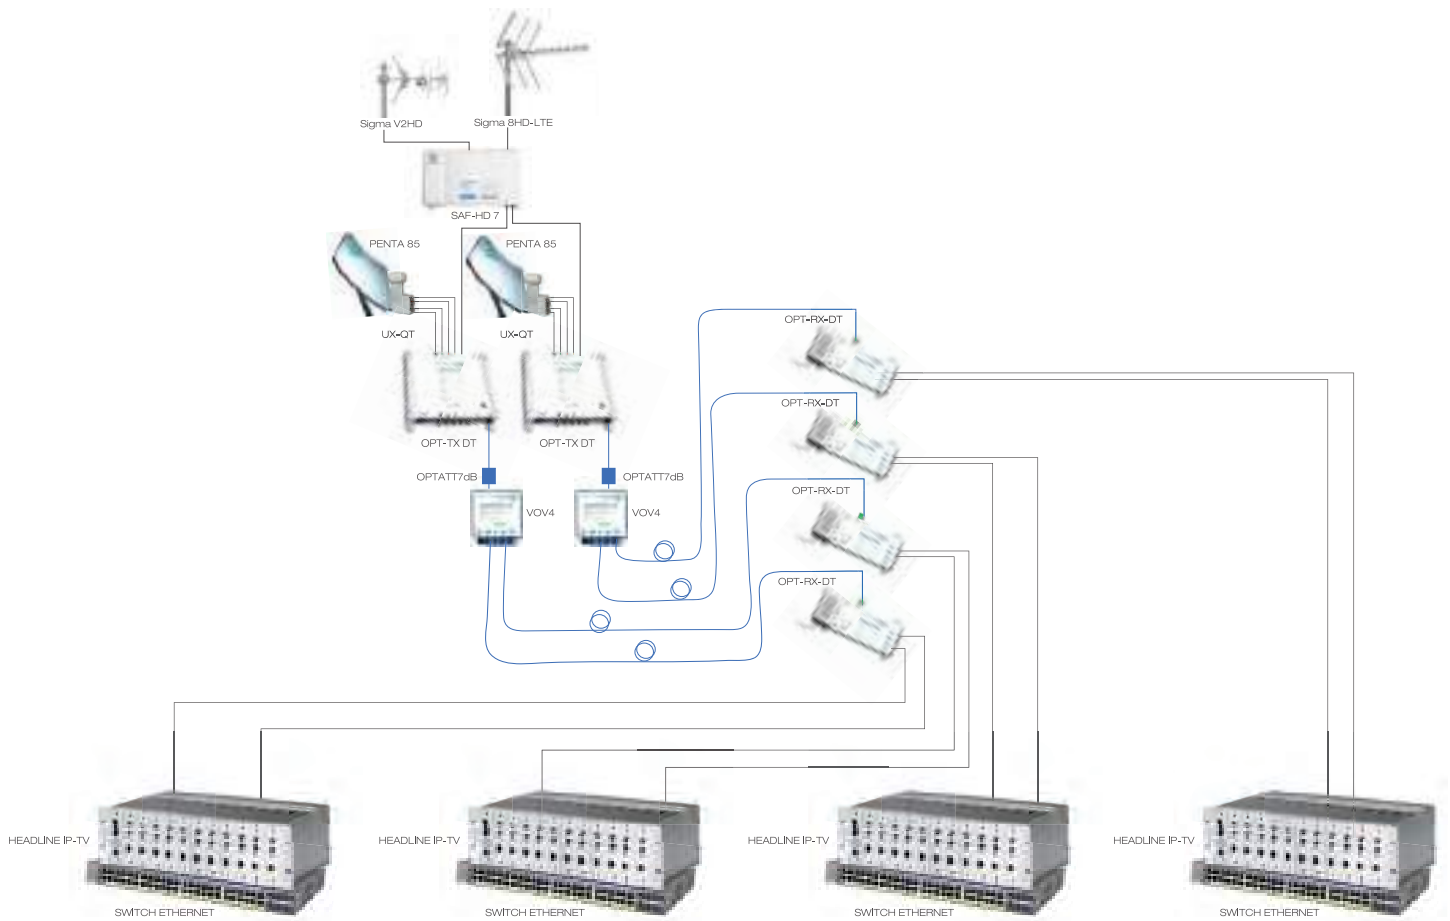 Sigma V2HD
Sigma 8HD-LTE
SAF-HD 7
PENTA 85
PENTA 85
UX-QT
UX-QT
OPT-RX-DT
OPT-RX-DT
OPT-TX DT
OPT-TX DT
OPTATT7dB
OPTATT7dB
OPT-RX-DT
VOV4
VOV4
OPT-RX-DT
HEADLINE IP-TV
HEADLINE IP-TV
HEADLINE IP-TV
HEADLINE IP-TV
SWITCH ETHERNET
SWITCH ETHERNET
SWITCH ETHERNET
SWITCH ETHERNET